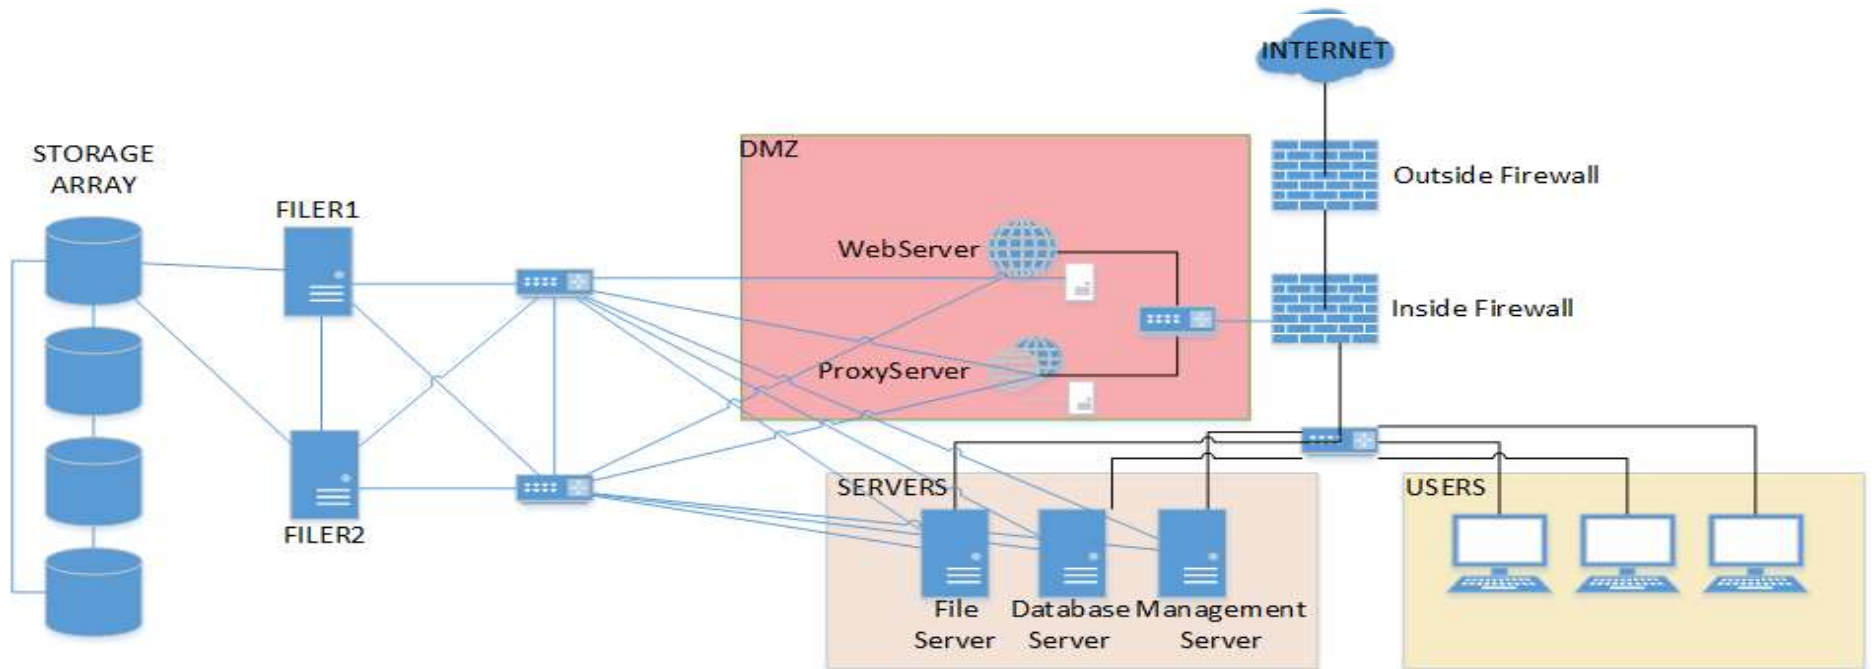 INTERNET
STORAGE
ARRAY
DMZ
Outside Firewall
FILER1
WebServer
Inside Firewall
ProxyServer
SERVERS
USERS
FILER2
File
Server
Database
Server
Management
Server